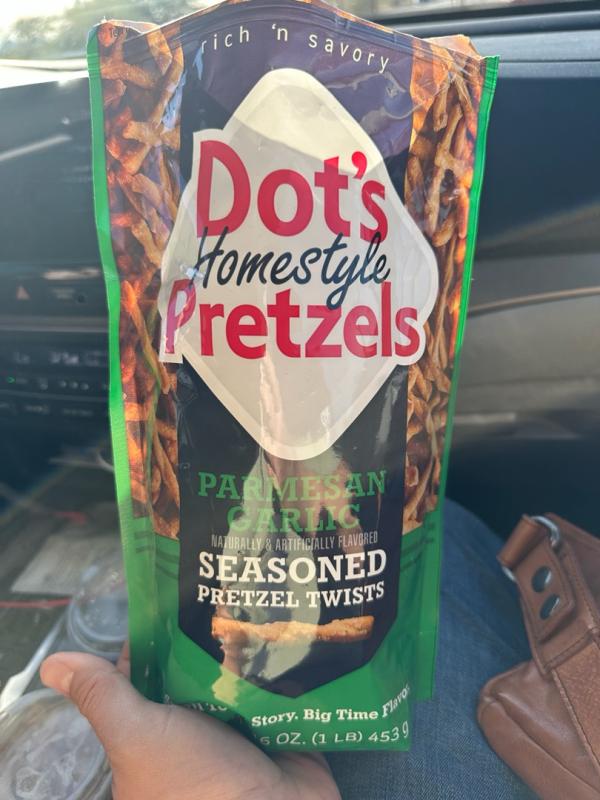 rich 'n savory
Dot's
Homestyle
Pretzels
PARMESAN
GARLIC
NATURALLY & ARTIFICIALLY FLAVORED
SEASONED
PRETZEL TWISTS
Story. Big Time Flavor
OZ. (1 LB) 453 g